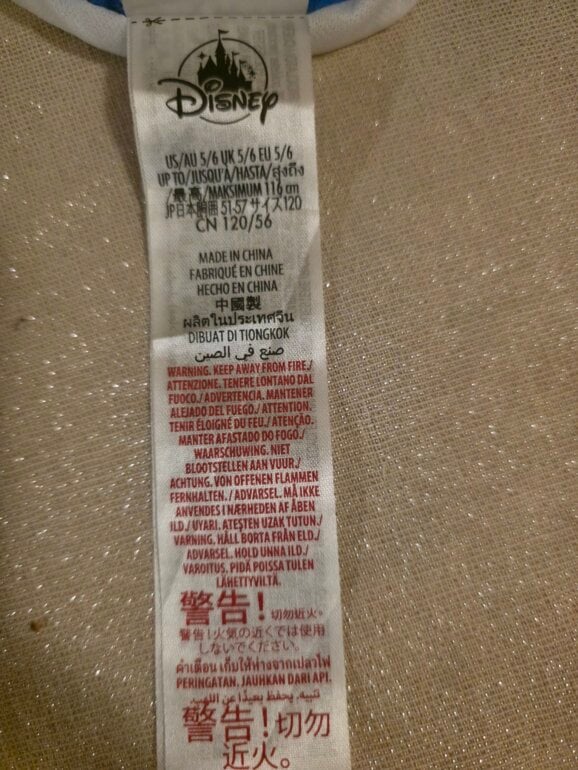 Disney
US/AU 5/6 UK 5/6 EU 5/6
UP TO/JUSQU'À/HASTA/สูงถึง
/最高/MAKSIMUM 116 cm
JP日本範囲 51-57 サイズ120
CN 120/56
MADE IN CHINA
FABRIQUÉ EN CHINE
HECHO EN CHINA
中國製
ผลิตในประเทศจีน
DIBUAT DI TIONGKOK
صنع في الصين
WARNING. KEEP AWAY FROM FIRE./
ATTENZIONE. TENERE LONTANO DAL
FUOCO./ ADVERTENCIA. MANTENER
ALEJADO DEL FUEGO./ ATTENTION.
TENIR ÉLOIGNÉ DU FEU./ ATENÇÃO.
MANTER AFASTADO DO FOGO./
WAARSCHUWING. NIET
BLOOTSTELLEN AAN VUUR./
ACHTUNG. VON OFFENEN FLAMMEN
FERNHALTEN. / ADVARSEL. MÅ IKKE
ANVENDES I NÆRHEDEN AF ÅBEN
ILD./ UYARI. ATEŞTEN UZAK TUTUN./
VARNING. HÅLL BORTA FRÅN ELD./
ADVARSEL. HOLD UNNA ILD./
VAROITUS. PIDÄ POISSA TULEN
LÄHETTYVILTÄ.
警告！切勿近火。
警告！火気の近くでは使用
しないでください。
คำเตือน เก็บให้ห่างจากเปลวไฟ
PERINGATAN. JAUHKAN DARI API.
تنبيه. يحفظ بعيدًا عن اللهب.
警告！切勿
近火。